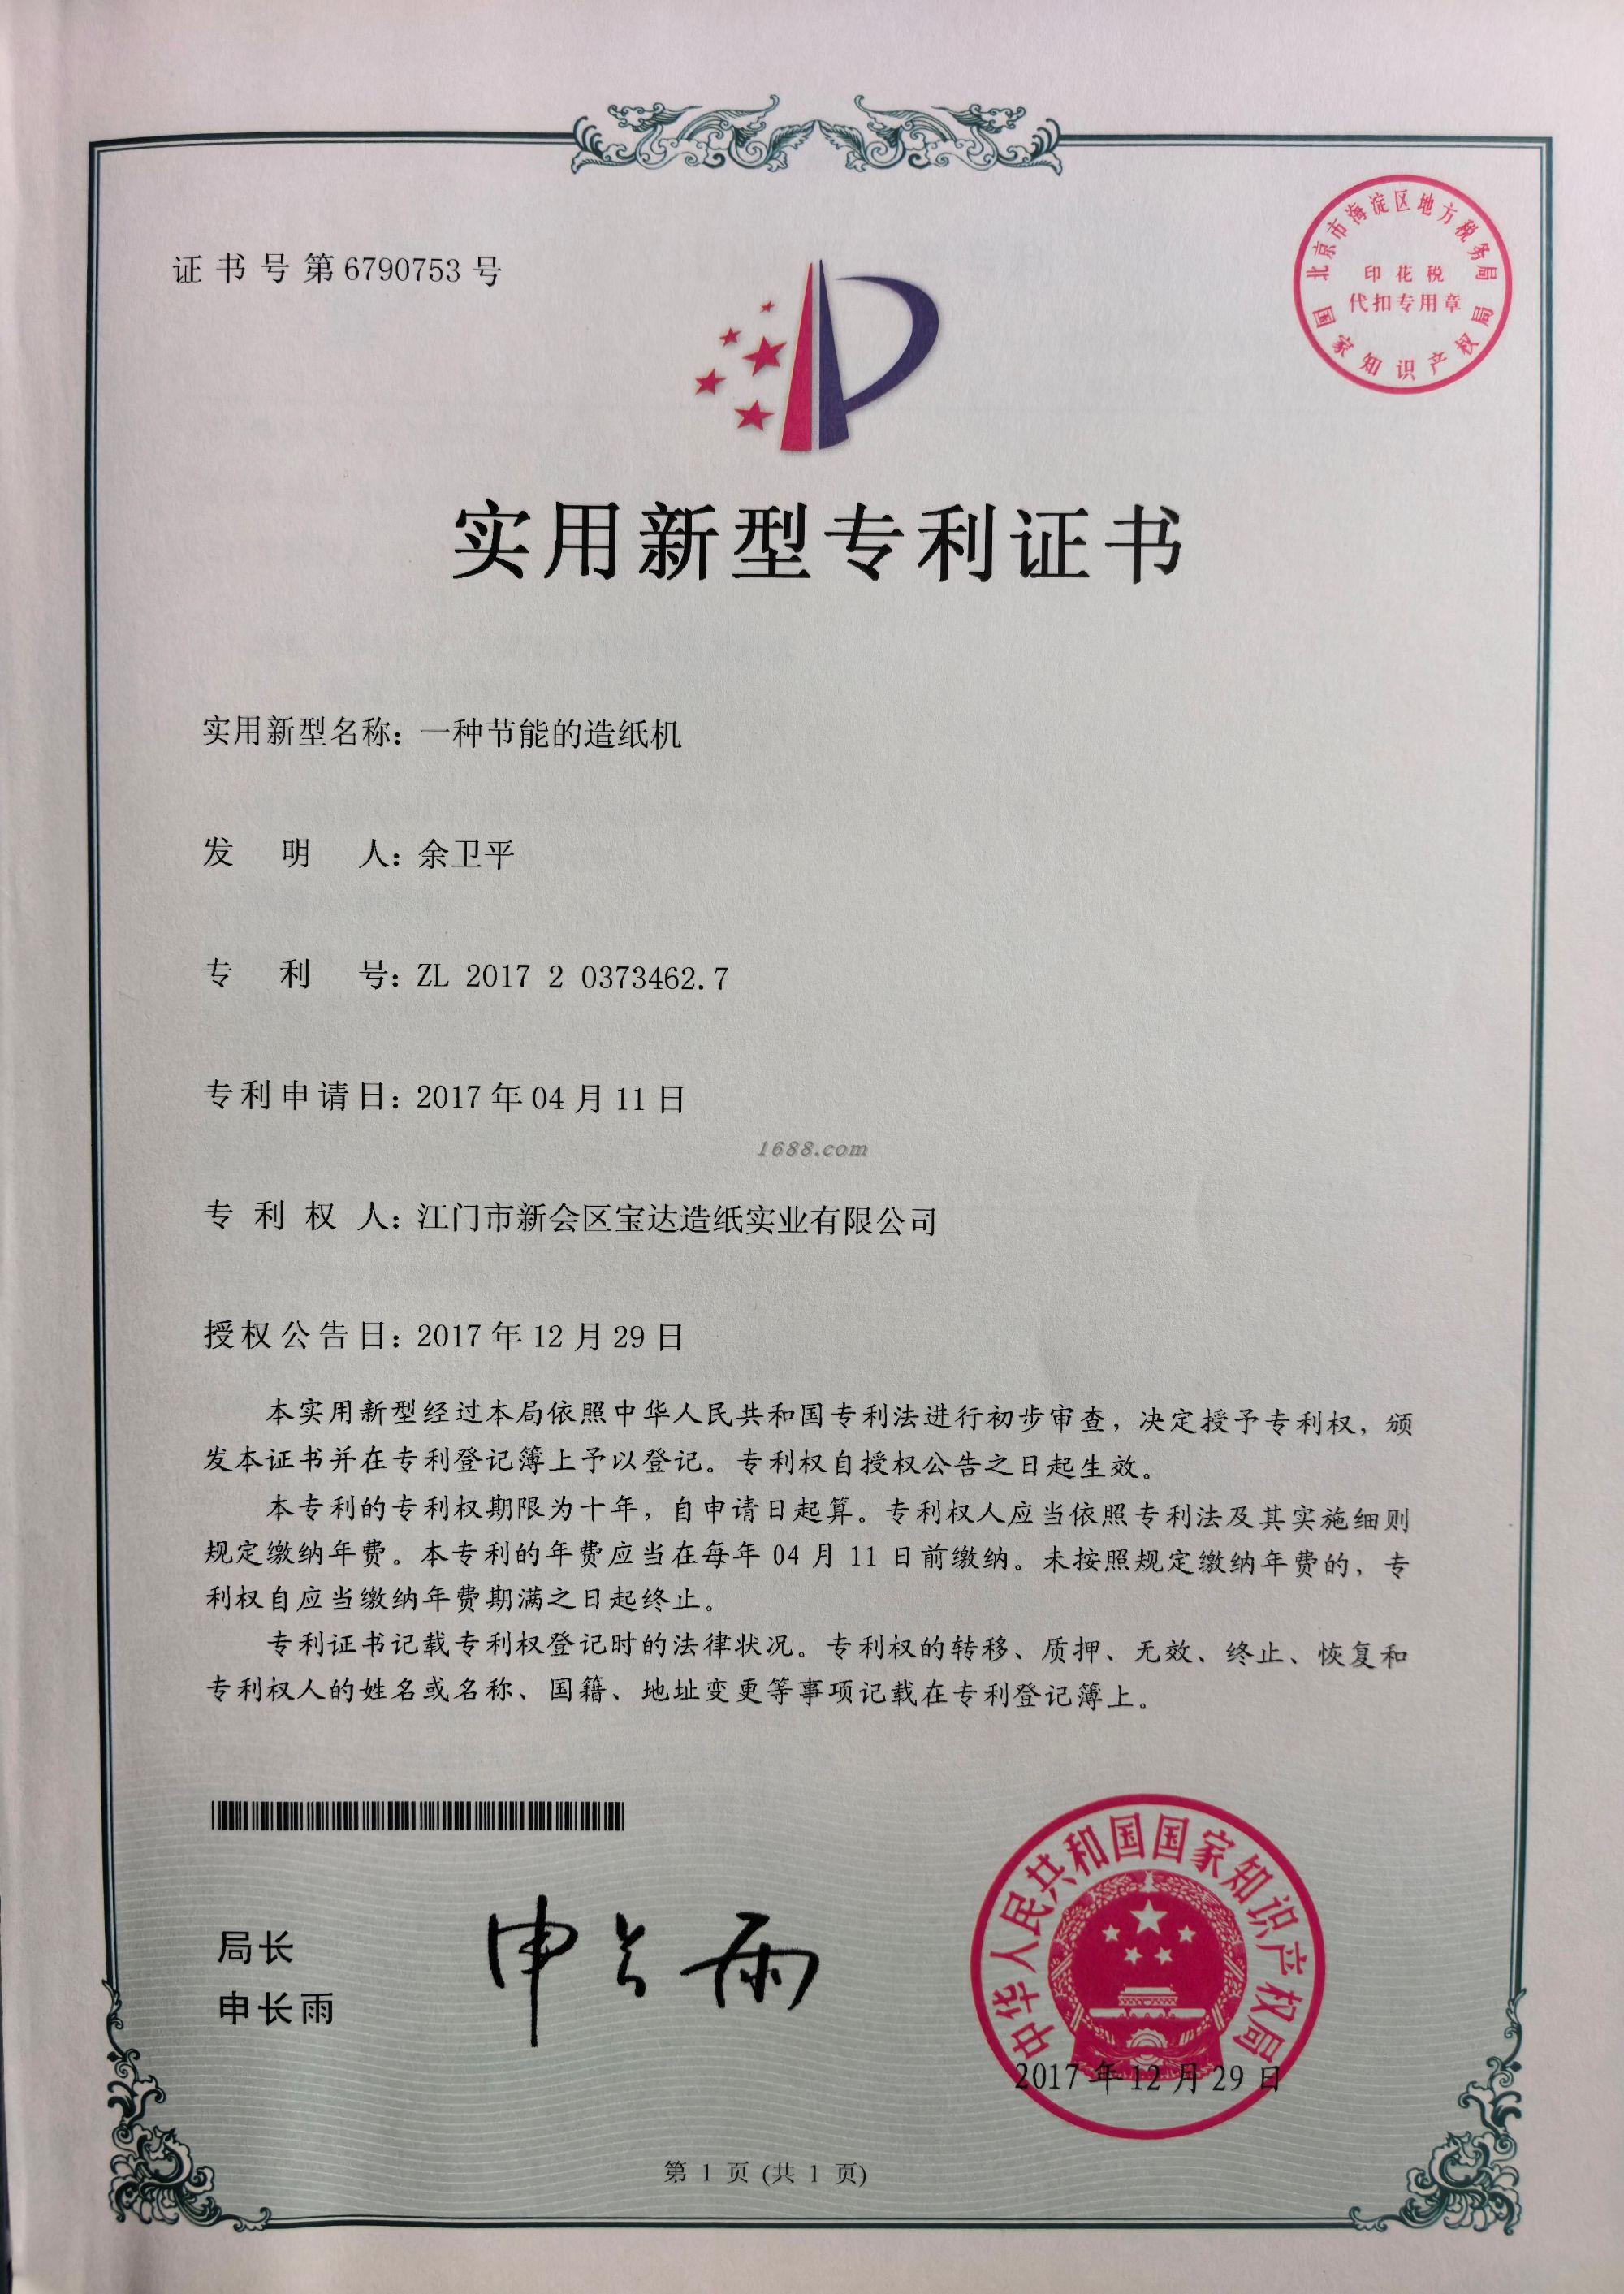 证书号第6790753号
北京市海淀区地方税务局
印花税
代扣专用章
国家知识产权局
实用新型专利证书
实用新型名称：一种节能的造纸机
发明人：余卫平
专利号：ZL 2017 2 0373462.7
专利申请日：2017年04月11日
1688.com
专利权人：江门市新会区宝达造纸实业有限公司
授权公告日：2017年12月29日
本实用新型经过本局依照中华人民共和国专利法进行初步审查，决定授予专利权，颁
发本证书并在专利登记簿上予以登记。专利权自授权公告之日起生效。
本专利的专利权期限为十年，自申请日起算。专利权人应当依照专利法及其实施细则
规定缴纳年费。本专利的年费应当在每年04月11日前缴纳。未按照规定缴纳年费的，专
利权自应当缴纳年费期满之日起终止。
专利证书记载专利权登记时的法律状况。专利权的转移、质押、无效、终止、恢复和
专利权人的姓名或名称、国籍、地址变更等事项记载在专利登记簿上。
局长
申长雨
申长雨
中华人民共和国国家知识产权局
2017年12月29日
第1页(共1页)